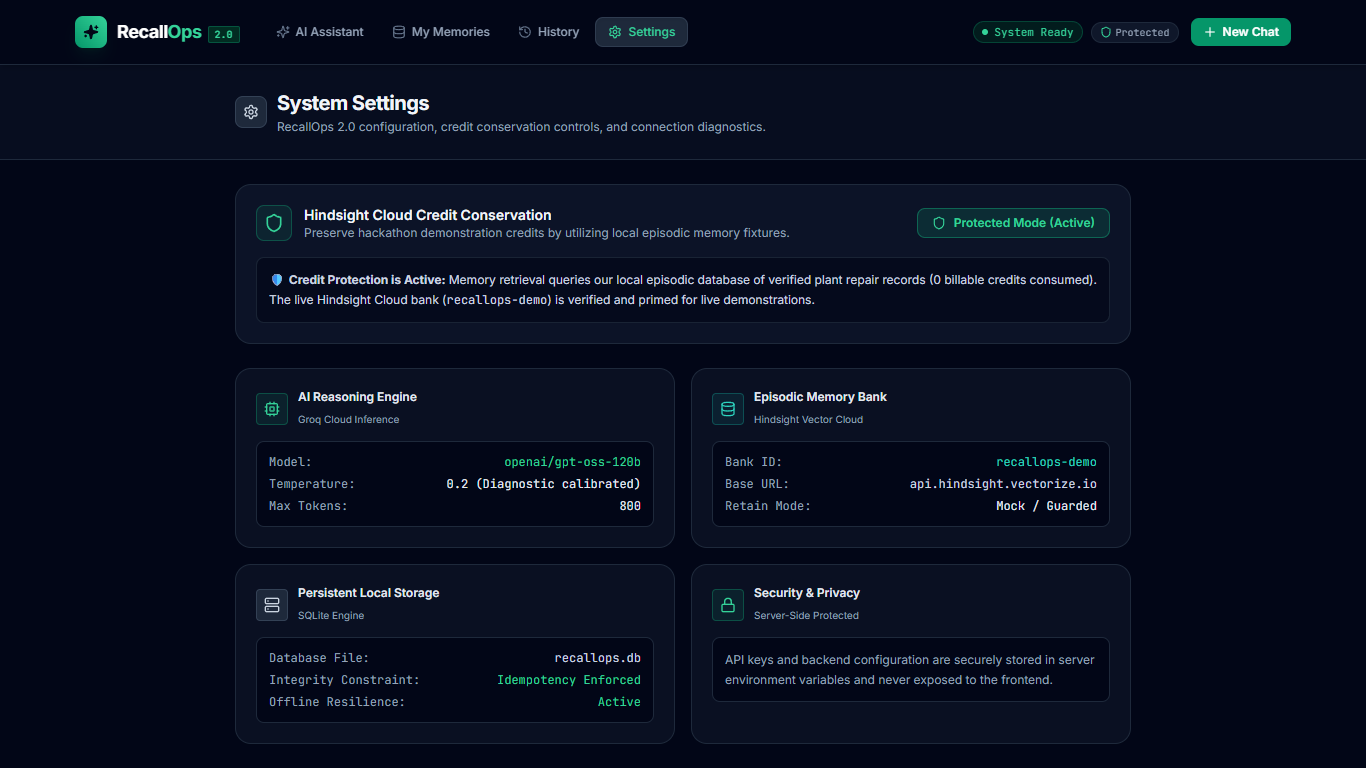 RecallOps 2.0
AI Assistant
My Memories
History
Settings
System Ready
Protected
New Chat
System Settings
RecallOps 2.0 configuration, credit conservation controls, and connection diagnostics.
Hindsight Cloud Credit Conservation
Preserve hackathon demonstration credits by utilizing local episodic memory fixtures.
Protected Mode (Active)
Credit Protection is Active: Memory retrieval queries our local episodic database of verified plant repair records (0 billable credits consumed).
The live Hindsight Cloud bank (recallops-demo) is verified and primed for live demonstrations.
AI Reasoning Engine
Groq Cloud Inference
Model: openai/gpt-oss-120b
Temperature: 0.2 (Diagnostic calibrated)
Max Tokens: 800
Episodic Memory Bank
Hindsight Vector Cloud
Bank ID: recallops-demo
Base URL: api.hindsight.vectorize.io
Retain Mode: Mock / Guarded
Persistent Local Storage
SQLite Engine
Database File: recallops.db
Integrity Constraint: Idempotency Enforced
Offline Resilience: Active
Security & Privacy
Server-Side Protected
API keys and backend configuration are securely stored in server
environment variables and never exposed to the frontend.